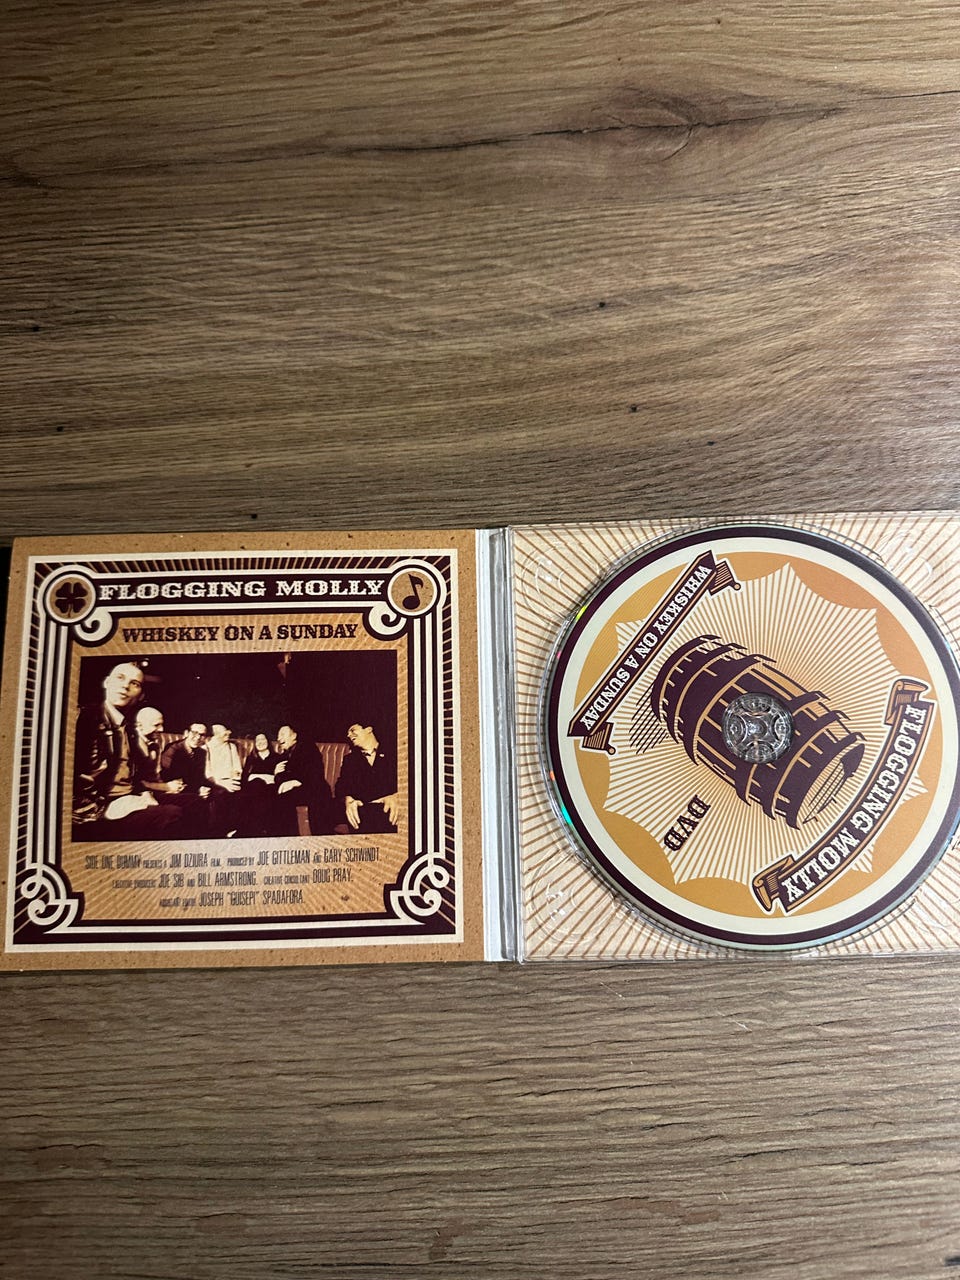 FLOGGING MOLLY
WHISKEY ON A SUNDAY
SIDE ONE DUMMY PRESENTS A JIM DZIURA FILM. PRODUCED BY JOE GITTLEMAN AND GARY SCHWINDT.
EXECUTIVE PRODUCERS JOE SIB AND BILL ARMSTRONG. CREATIVE CONSULTANT DOUG PRAY.
ASSISTANT EDITOR JOSEPH "GUISEPI" SPADAFORA.
WHISKEY ON A SUNDAY
FLOGGING MOLLY
DVD